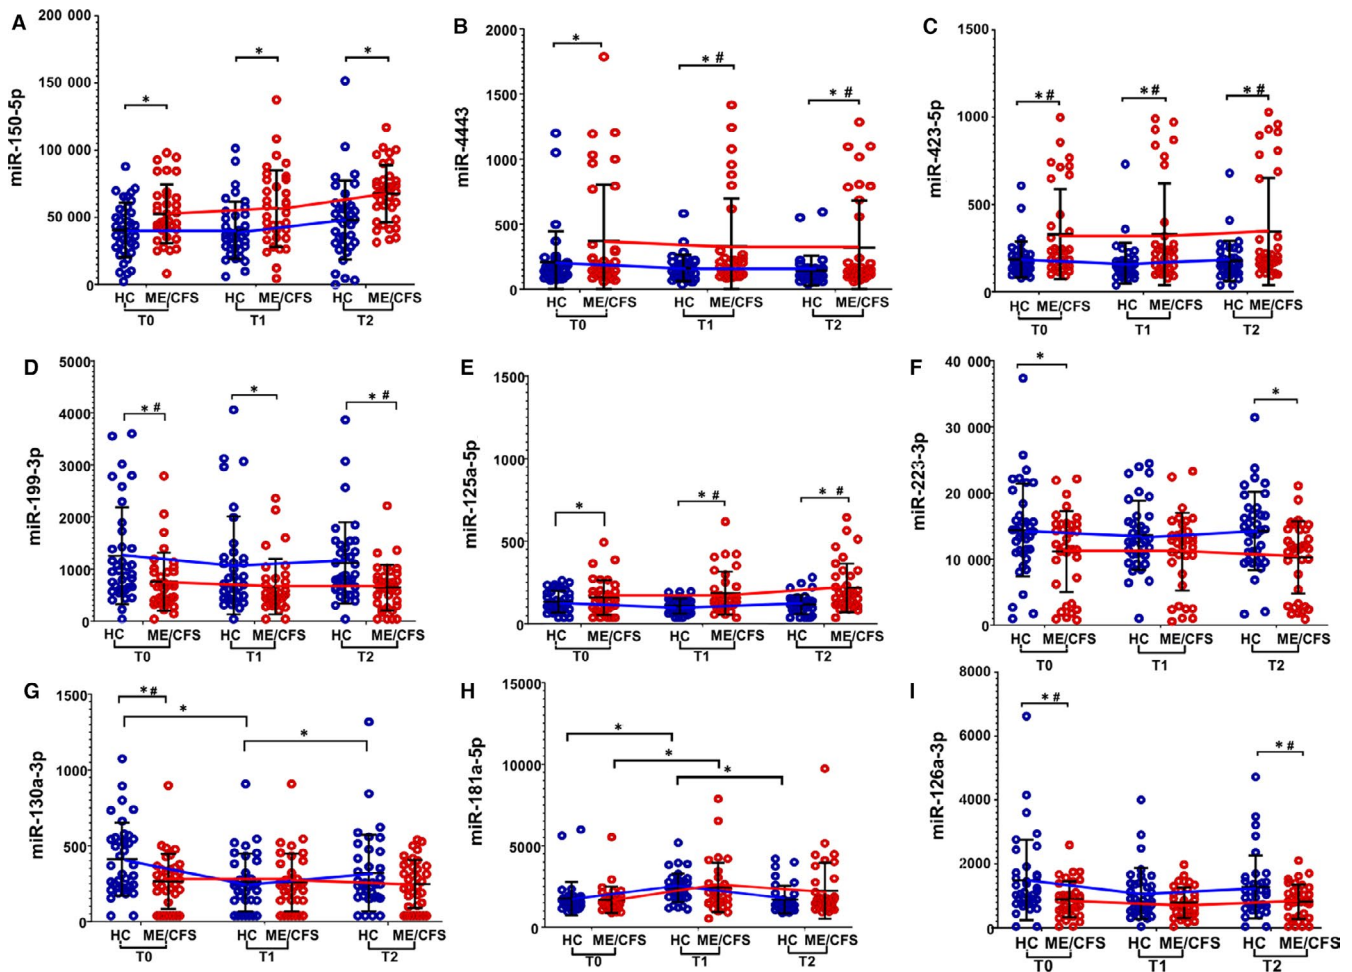 A
miR-150-5p
200 000
150 000
100 000
50 000
0
*
*
*
HC ME/CFS HC ME/CFS HC ME/CFS
T0 T1 T2
B
miR-4443
2000
1500
1000
500
0
*
* #
* #
HC ME/CFS HC ME/CFS HC ME/CFS
T0 T1 T2
C
miR-423-5p
1500
1000
500
0
*#
*#
*#
HC ME/CFS HC ME/CFS HC ME/CFS
T0 T1 T2
D
miR-199-3p
5000
4000
3000
2000
1000
0
* #
*
* #
HC ME/CFS HC ME/CFS HC ME/CFS
T0 T1 T2
E
miR-125a-5p
1500
1000
500
0
*
* #
* #
HC ME/CFS HC ME/CFS HC ME/CFS
T0 T1 T2
F
miR-223-3p
40 000
30 000
20 000
10 000
0
*
*
HC ME/CFS HC ME/CFS HC ME/CFS
T0 T1 T2
G
miR-130a-3p
1500
1000
500
0
*#
*
*
HC ME/CFS HC ME/CFS HC ME/CFS
T0 T1 T2
H
miR-181a-5p
15000
10000
5000
0
*
*
*
HC ME/CFS HC ME/CFS HC ME/CFS
T0 T1 T2
I
miR-126a-3p
8000
6000
4000
2000
0
* #
* #
HC ME/CFS HC ME/CFS HC ME/CFS
T0 T1 T2